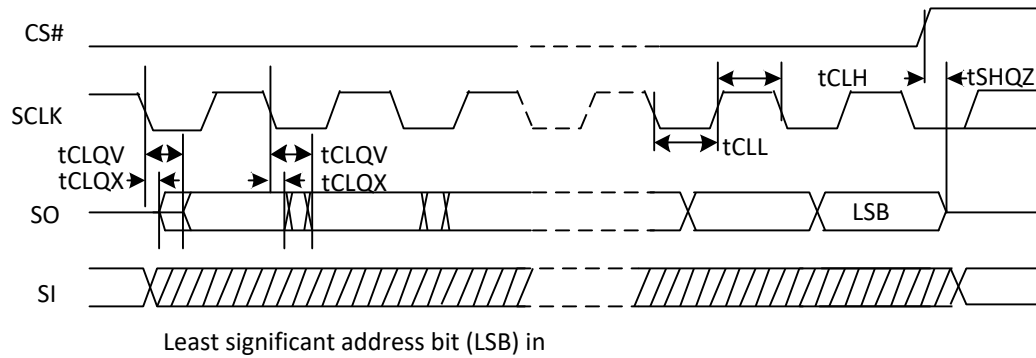 CS#
tCLH
tSHQZ
SCLK
tCLL
tCLQV
tCLQV
tCLQX
tCLQX
SO
LSB
SI
Least significant address bit (LSB) in